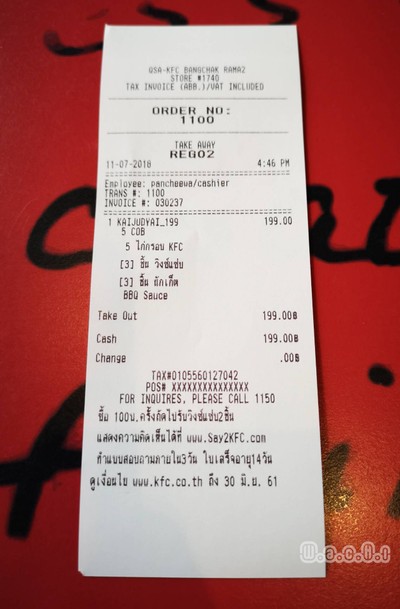 QSA-KFC BANGCHAK RAMA2
STORE #1740
TAX INVOICE (ABB.)/VAT INCLUDED
ORDER NO:
1100
TAKE AWAY
REG02
11-07-2018 4:46 PM
Employee: pancheewa/cashier
TRANS #: 1100
INVOICE #: 030237
1 KAIJUDYAI_199 199.00
5 COB
5 ไก่กรอบ KFC
[3] ชิ้น วิงซ์แซ่บ
[3] ชิ้น นักเก็ต
BBQ Sauce
Take Out 199.00฿
Cash 199.00฿
Change .00฿
TAX#0105560127042
POS# XXXXXXXXXXXXXXX
FOR INQUIRES, PLEASE CALL 1150
ซื้อ 100บ.ครั้งถัดไปรับวิงซ์แซ่บ2ชิ้น
แสดงความคิดเห็นได้ที่ www.Say2KFC.com
ทำแบบสอบถามภายใน3วัน ใบเสร็จอายุ14วัน
ดูเงื่อนไข www.kfc.co.th ถึง 30 มิ.ย. 61